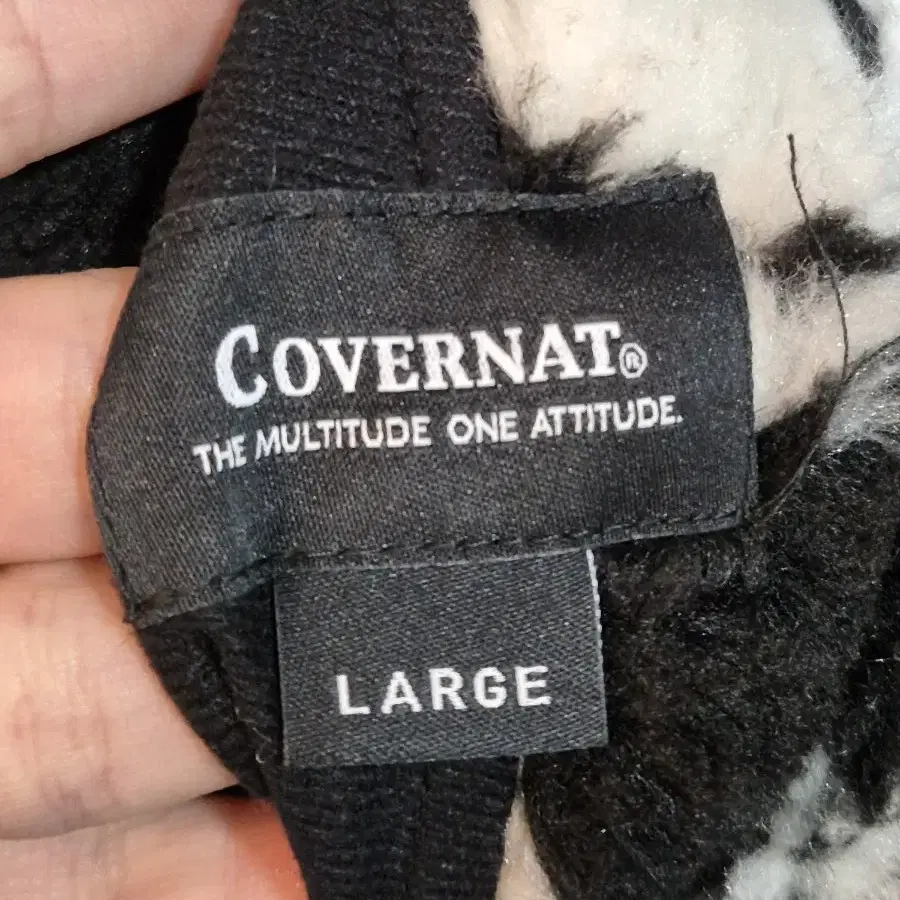 COVERNAT®
THE MULTITUDE ONE ATTITUDE.
LARGE